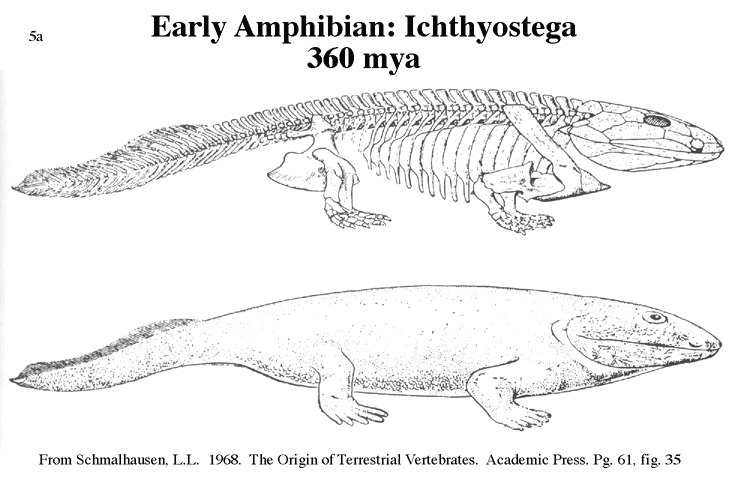 5a
Early Amphibian: Ichthyostega
360 mya
From Schmalhausen, L.L. 1968. The Origin of Terrestrial Vertebrates. Academic Press. Pg. 61, fig. 35